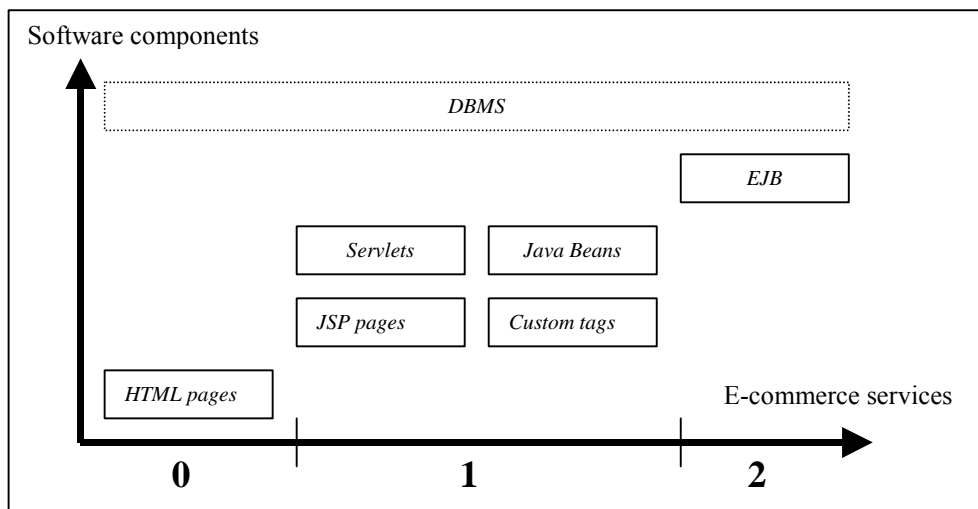 Software components
DBMS
EJB
Servlets
Java Beans
JSP pages
Custom tags
HTML pages
E-commerce services
0
1
2